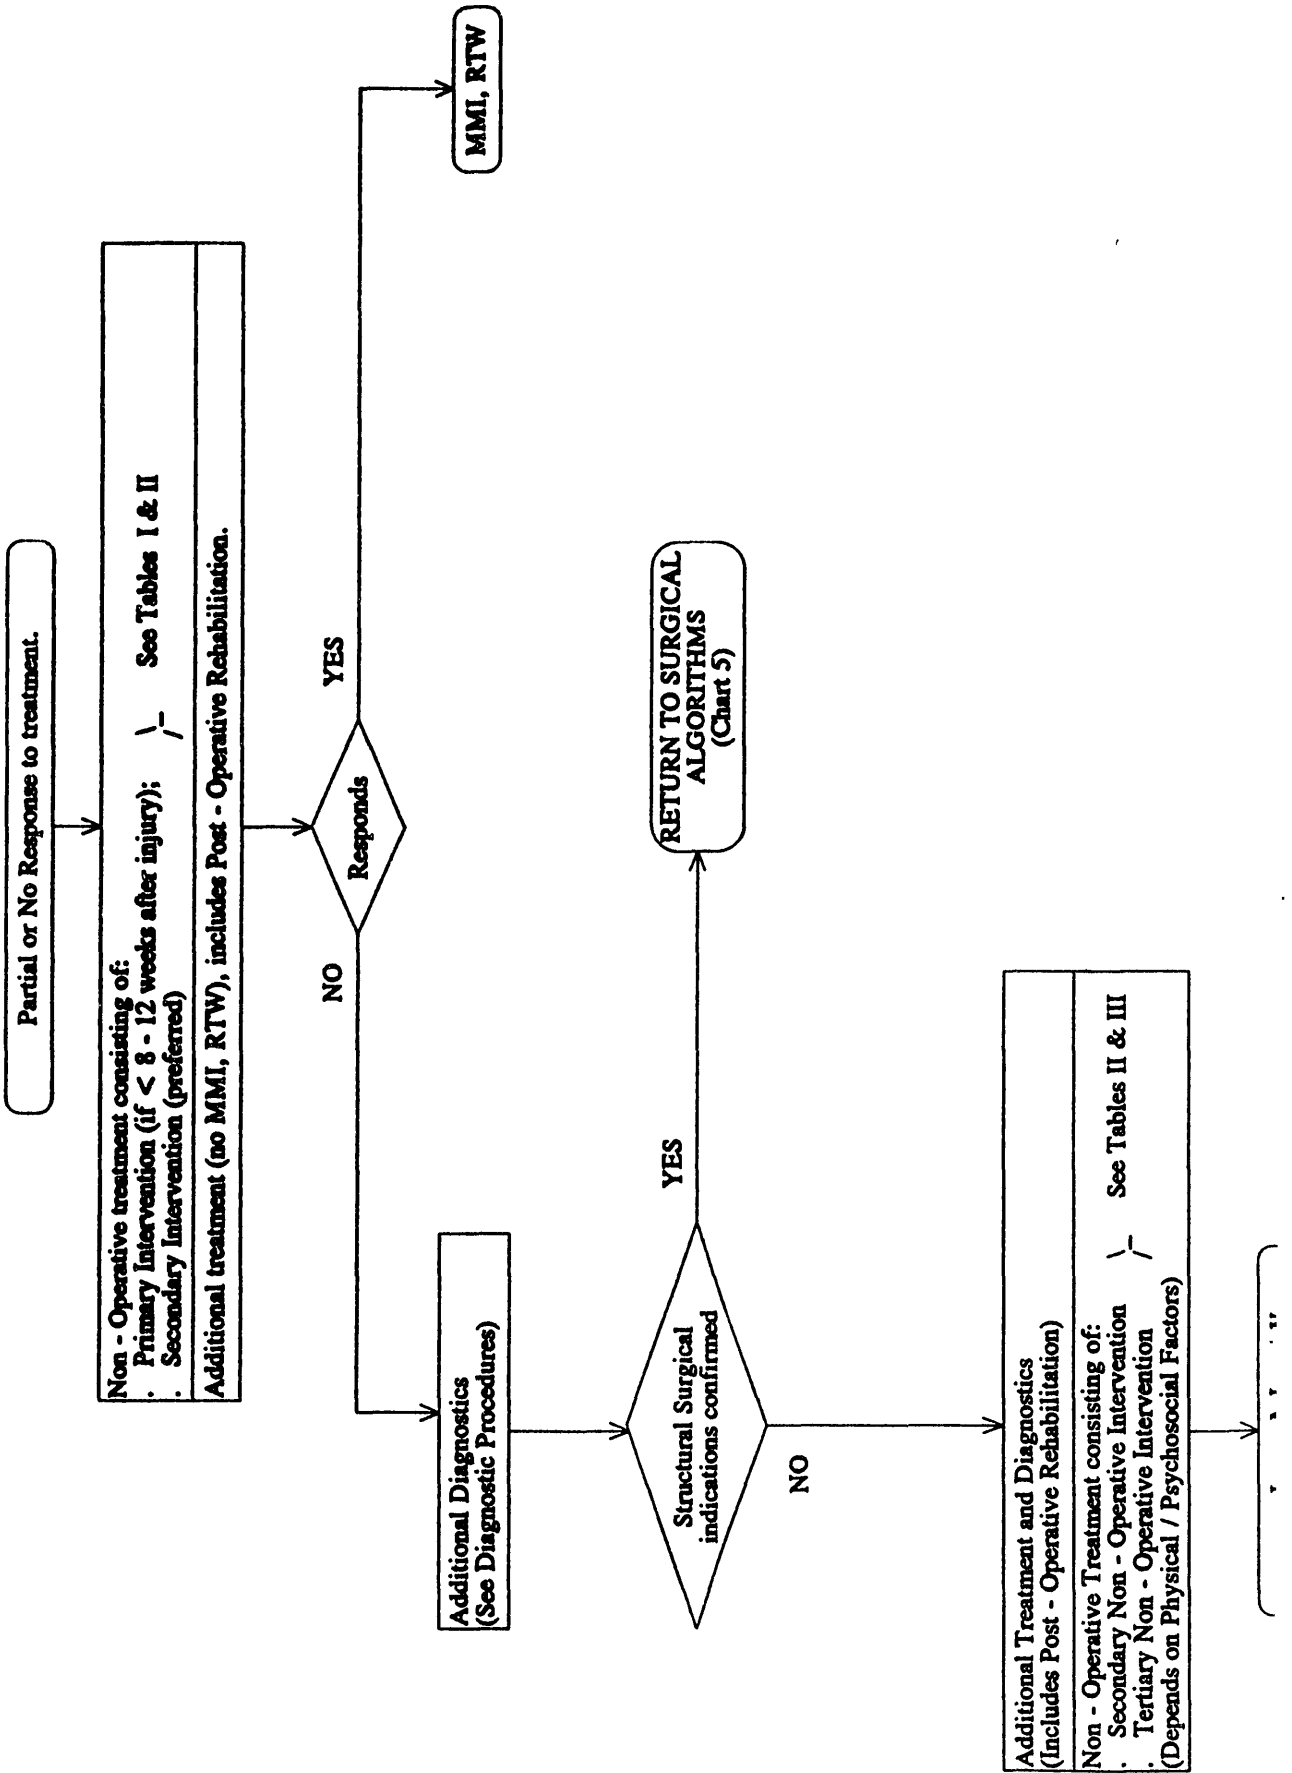 Partial or No Response to treatment.
Non - Operative treatment consisting of:
. Primary Intervention (if < 8 - 12 weeks after injury);
. Secondary Intervention (preferred)
See Tables I & II
Additional treatment (no MMI, RTW), includes Post - Operative Rehabilitation.
Responds
NO
YES
MMI, RTW
Additional Diagnostics
(See Diagnostic Procedures)
Structural Surgical
indications confirmed
YES
RETURN TO SURGICAL
ALGORITHMS
(Chart 5)
NO
Additional Treatment and Diagnostics
(Includes Post - Operative Rehabilitation)
Non - Operative Treatment consisting of:
. Secondary Non - Operative Intervention
. Tertiary Non - Operative Intervention
See Tables II & III
(Depends on Physical / Psychosocial Factors)